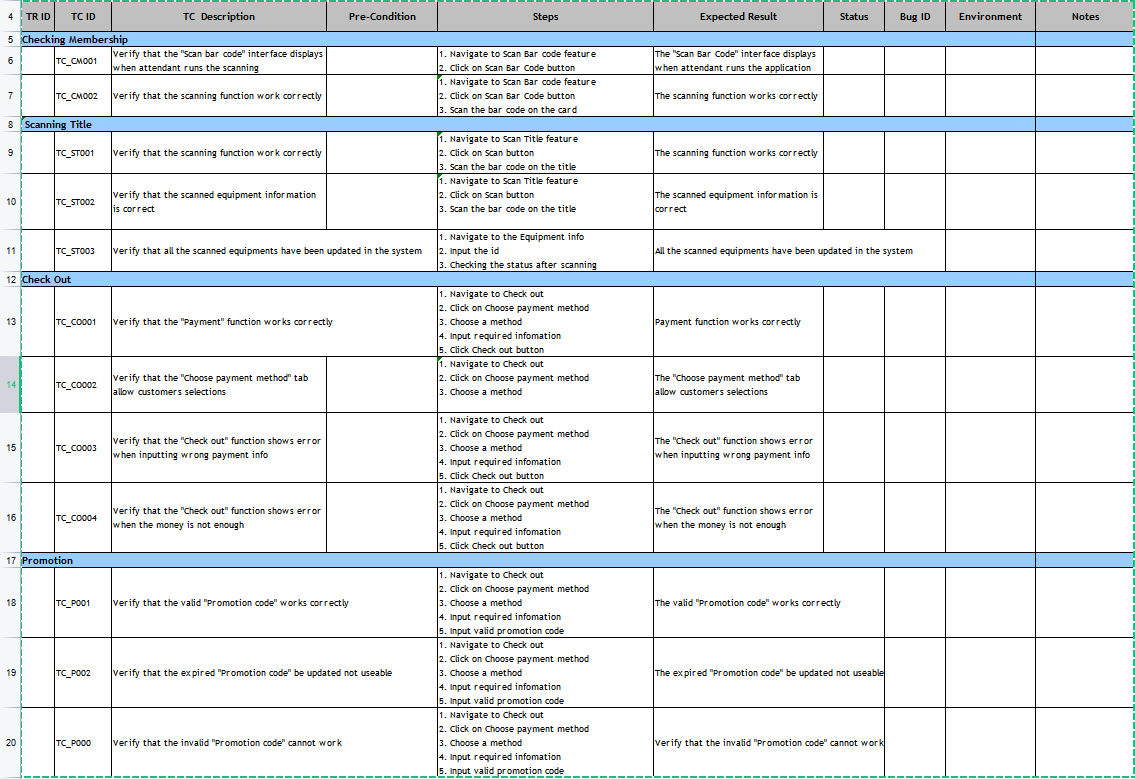 4 TR ID TC ID TC Description Pre-Condition Steps Expected Result Status Bug ID Environment Notes
5 Checking Membership
6 TC_CM001 Verify that the "Scan bar code" interface displays
when attendant runs the scanning
1. Navigate to Scan Bar code feature
2. Click on Scan Bar Code button
The "Scan Bar Code" interface displays
when attendant runs the application
7 TC_CM002 Verify that the scanning function work correctly
1. Navigate to Scan Bar code feature
2. Click on Scan Bar Code button
3. Scan the bar code on the card
The scanning function works correctly
8 Scanning Title
9 TC_ST001 Verify that the scanning function work correctly
1. Navigate to Scan Title feature
2. Click on Scan button
3. Scan the bar code on the title
The scanning function works correctly
10 TC_ST002 Verify that the scanned equipment information
is correct
1. Navigate to Scan Title feature
2. Click on Scan button
3. Scan the bar code on the title
The scanned equipment information is
correct
11 TC_ST003 Verify that all the scanned equipments have been updated in the system
1. Navigate to the Equipment info
2. Input the id
3. Checking the status after scanning
All the scanned equipments have been updated in the system
12 Check Out
13 TC_CO001 Verify that the "Payment" function works correctly
1. Navigate to Check out
2. Click on Choose payment method
3. Choose a method
4. Input required infomation
5. Click Check out button
Payment function works correctly
14 TC_CO002 Verify that the "Choose payment method" tab
allow customers selections
1. Navigate to Check out
2. Click on Choose payment method
3. Choose a method
The "Choose payment method" tab
allow customers selections
15 TC_CO003 Verify that the "Check out" function shows error
when inputting wrong payment info
1. Navigate to Check out
2. Click on Choose payment method
3. Choose a method
4. Input required infomation
5. Click Check out button
The "Check out" function shows error
when inputting wrong payment info
16 TC_CO004 Verify that the "Check out" function shows error
when the money is not enough
1. Navigate to Check out
2. Click on Choose payment method
3. Choose a method
4. Input required infomation
5. Click Check out button
The "Check out" function shows error
when the money is not enough
17 Promotion
18 TC_P001 Verify that the valid "Promotion code" works correctly
1. Navigate to Check out
2. Click on Choose payment method
3. Choose a method
4. Input required infomation
5. Input valid promotion code
The valid "Promotion code" works correctly
19 TC_P002 Verify that the expired "Promotion code" be updated not useable
1. Navigate to Check out
2. Click on Choose payment method
3. Choose a method
4. Input required infomation
5. Input valid promotion code
The expired "Promotion code" be updated not useable
20 TC_P000 Verify that the invalid "Promotion code" cannot work
1. Navigate to Check out
2. Click on Choose payment method
3. Choose a method
4. Input required infomation
5. Input valid promotion code
Verify that the invalid "Promotion code" cannot work